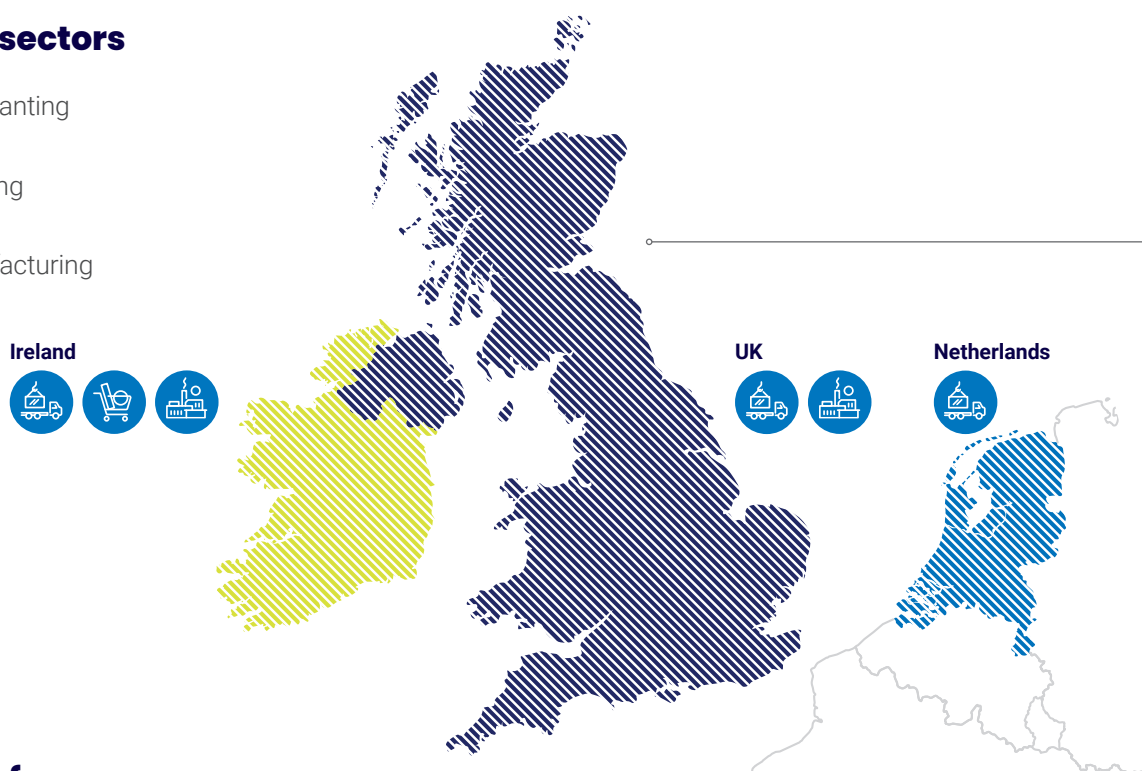 sectors
anting
ng
acturing
Ireland
UK
Netherlands